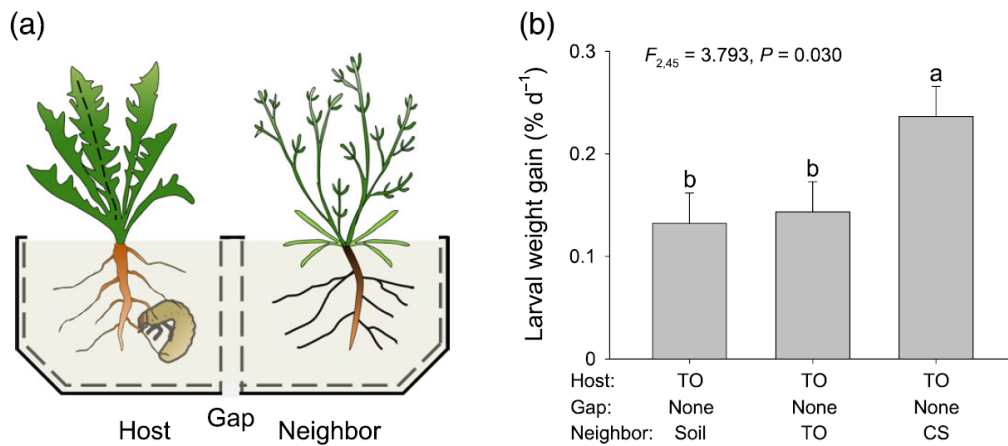 (a)
Host
Gap
Neighbor
(b)
F2,45 = 3.793, P = 0.030
Larval weight gain (% d⁻¹)
0.3
0.2
0.1
0
b
b
a
Host: TO TO TO
Gap: None None None
Neighbor: Soil TO CS